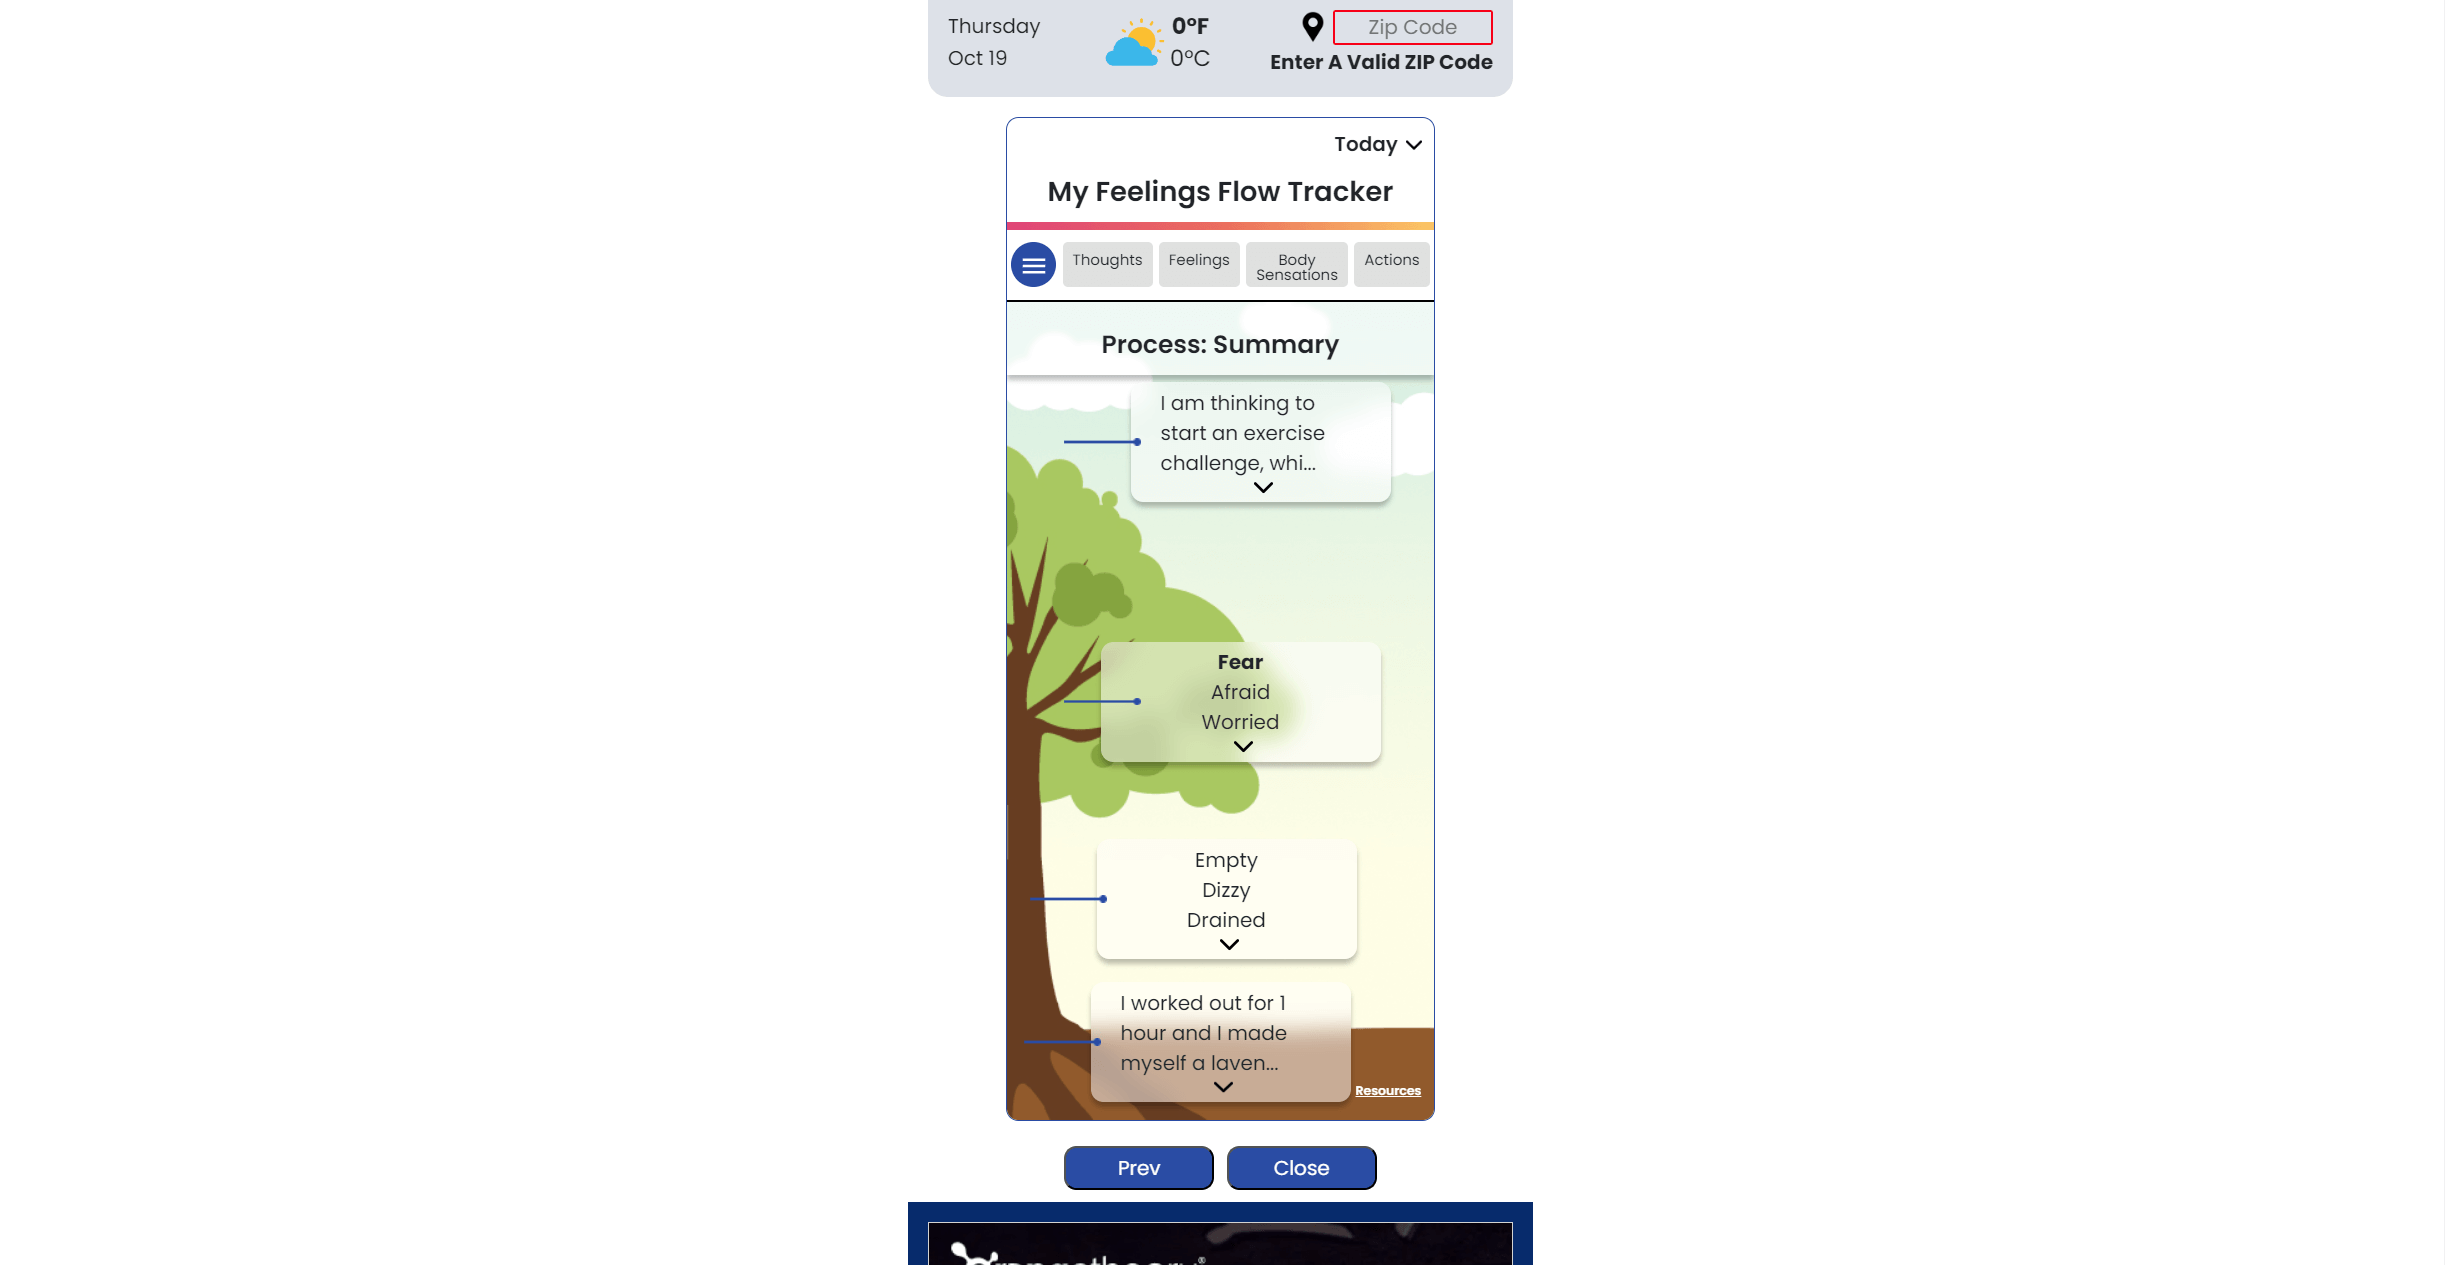 Thursday
Oct 19
0°F
0°C
Zip Code
Enter A Valid ZIP Code
Today
My Feelings Flow Tracker
Thoughts
Feelings
Body
Sensations
Actions
Process: Summary
I am thinking to
start an exercise
challenge, whi...
Fear
Afraid
Worried
Empty
Dizzy
Drained
I worked out for 1
hour and I made
myself a laven...
Resources
Prev
Close